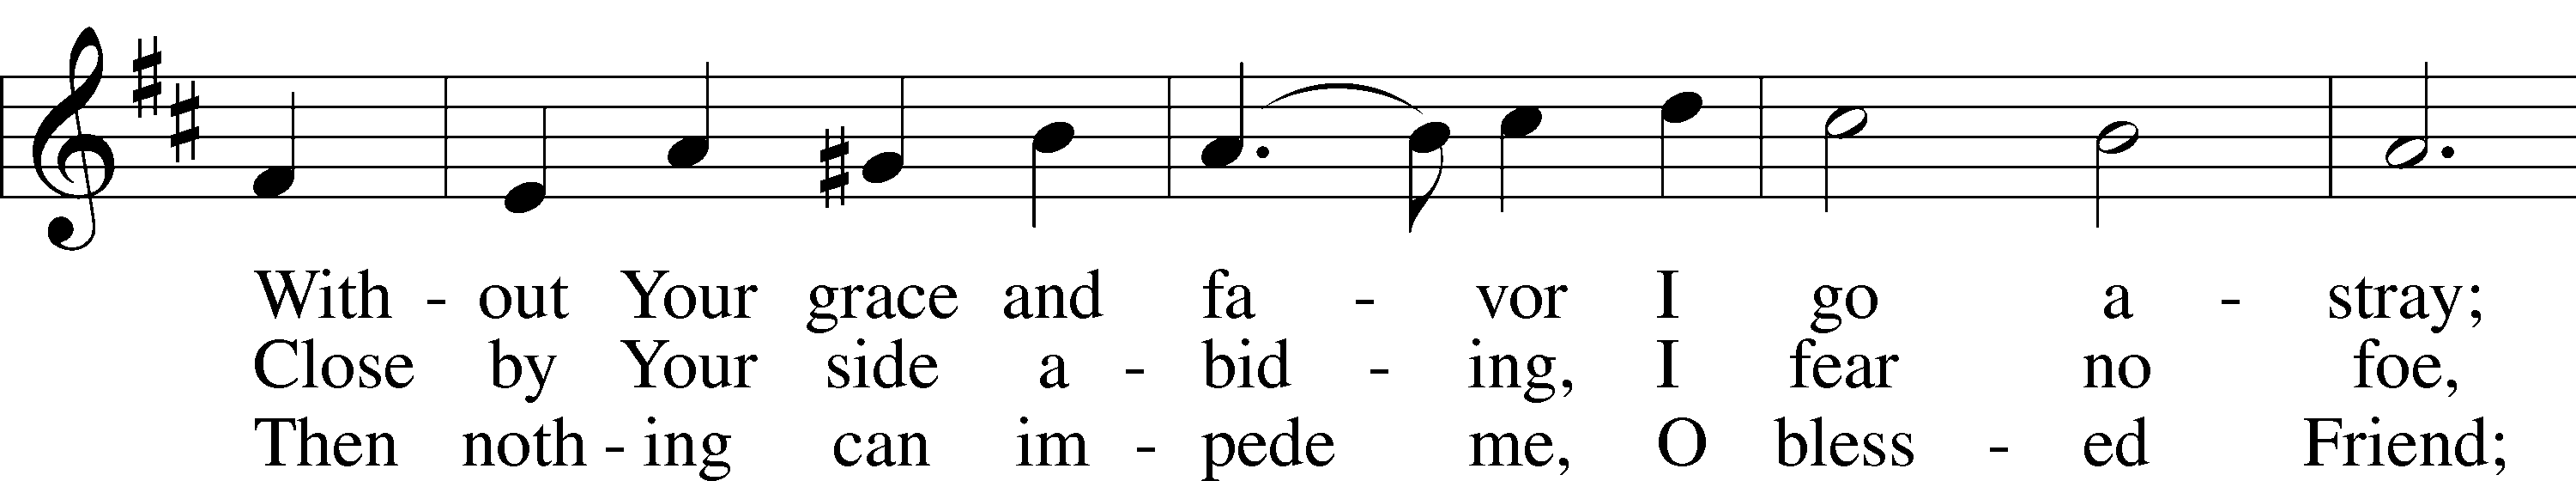 With - out Your grace and fa - vor I go a - stray;
Close by Your side a - bid - ing, I fear no foe,
Then noth - ing can im - pede me, O bless - ed Friend;